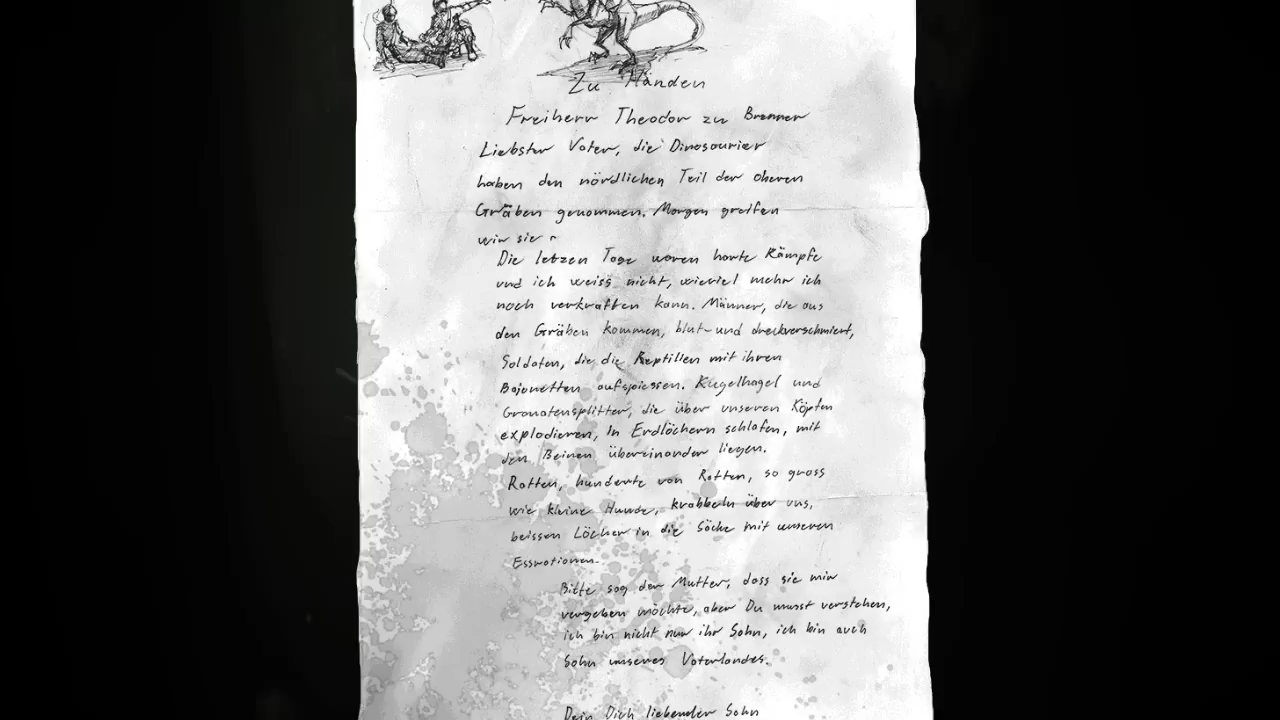 Zu Händen
Freiherr Theodor zu Brenner
Liebster Vater, die Dinosaurier
haben den nördlichen Teil der oberen
Gräben genommen. Morgen greifen
wir sie
Die letzen Tage waren harte Kämpfe
und ich weiss nicht, wieviel mehr ich
noch verkraften kann. Männer, die aus
den Gräben kommen, blut- und dreckverschmiert,
Soldaten, die die Reptilien mit ihren
Bajonetten aufspiessen. Kugelhagel und
Granatensplitter, die über unseren Köpfen
explodieren, In Erdlöchern schlafen, mit
den Beinen übereinander liegen.
Ratten, hunderte von Ratten, so gross
wie kleine Hunde, krabbeln über uns,
beissen Löcher in die Säcke mit unseren
Essrationen.
Bitte sag der Mutter, dass sie mir
vergeben möchte, aber Du musst verstehen,
ich bin nicht nur ihr Sohn, ich bin auch
Sohn unseres Vaterlandes.
Dein Dich liebender Sohn